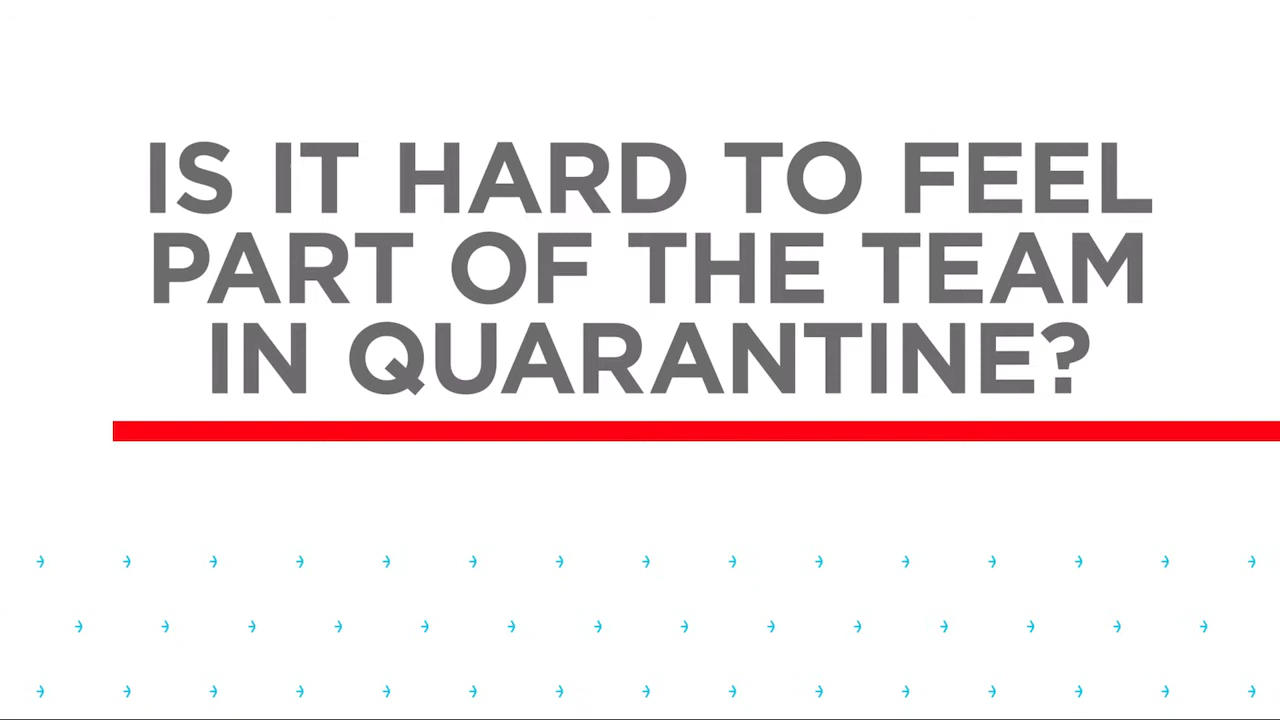 IS IT HARD TO FEEL
PART OF THE TEAM
IN QUARANTINE?